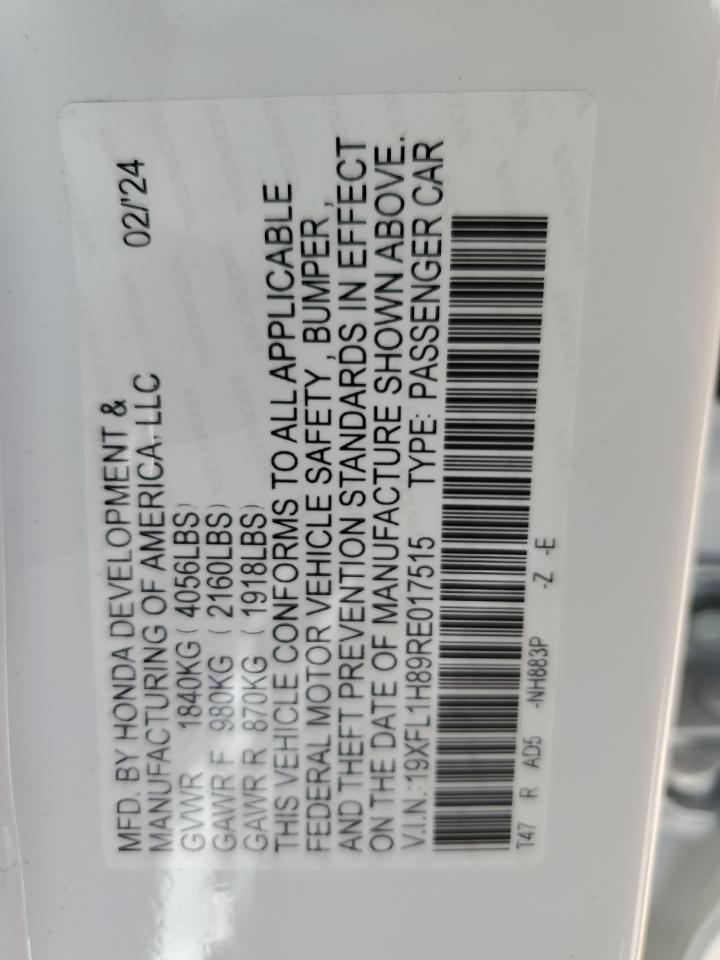 MFD. BY HONDA DEVELOPMENT & 02/'24
MANUFACTURING OF AMERICA, LLC
GVWR 1840KG ( 4056LBS)
GAWR F 980KG ( 2160LBS)
GAWR R 870KG ( 1918LBS)
THIS VEHICLE CONFORMS TO ALL APPLICABLE
FEDERAL MOTOR VEHICLE SAFETY , BUMPER ,
AND THEFT PREVENTION STANDARDS IN EFFECT
ON THE DATE OF MANUFACTURE SHOWN ABOVE.
V.I.N.:19XFL1H89RE017515 TYPE: PASSENGER CAR
T47 R AD5 -NH883P -Z -E